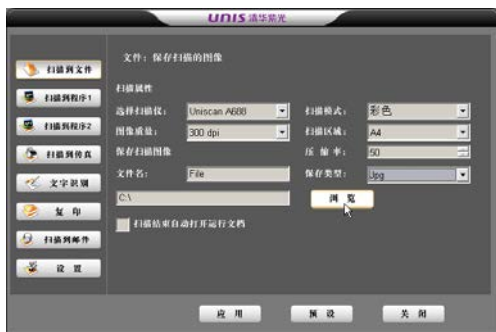 UNIS 清华紫光
文件：保存扫描的图像
扫描到文件
扫描属性
扫描到程序1
选择扫描仪： Uniscan A688 扫描模式： 彩色
扫描到程序2
图像质量： 300 dpi 扫描区域： A4
扫描到传真
保存扫描图像 压 缩 率： 50
文字识别
文件名： File 保存类型： Jpg
C:\ 浏 览
复 印
扫描结束自动打开运行文档
扫描到邮件
设 置
应 用 预 设 关 闭